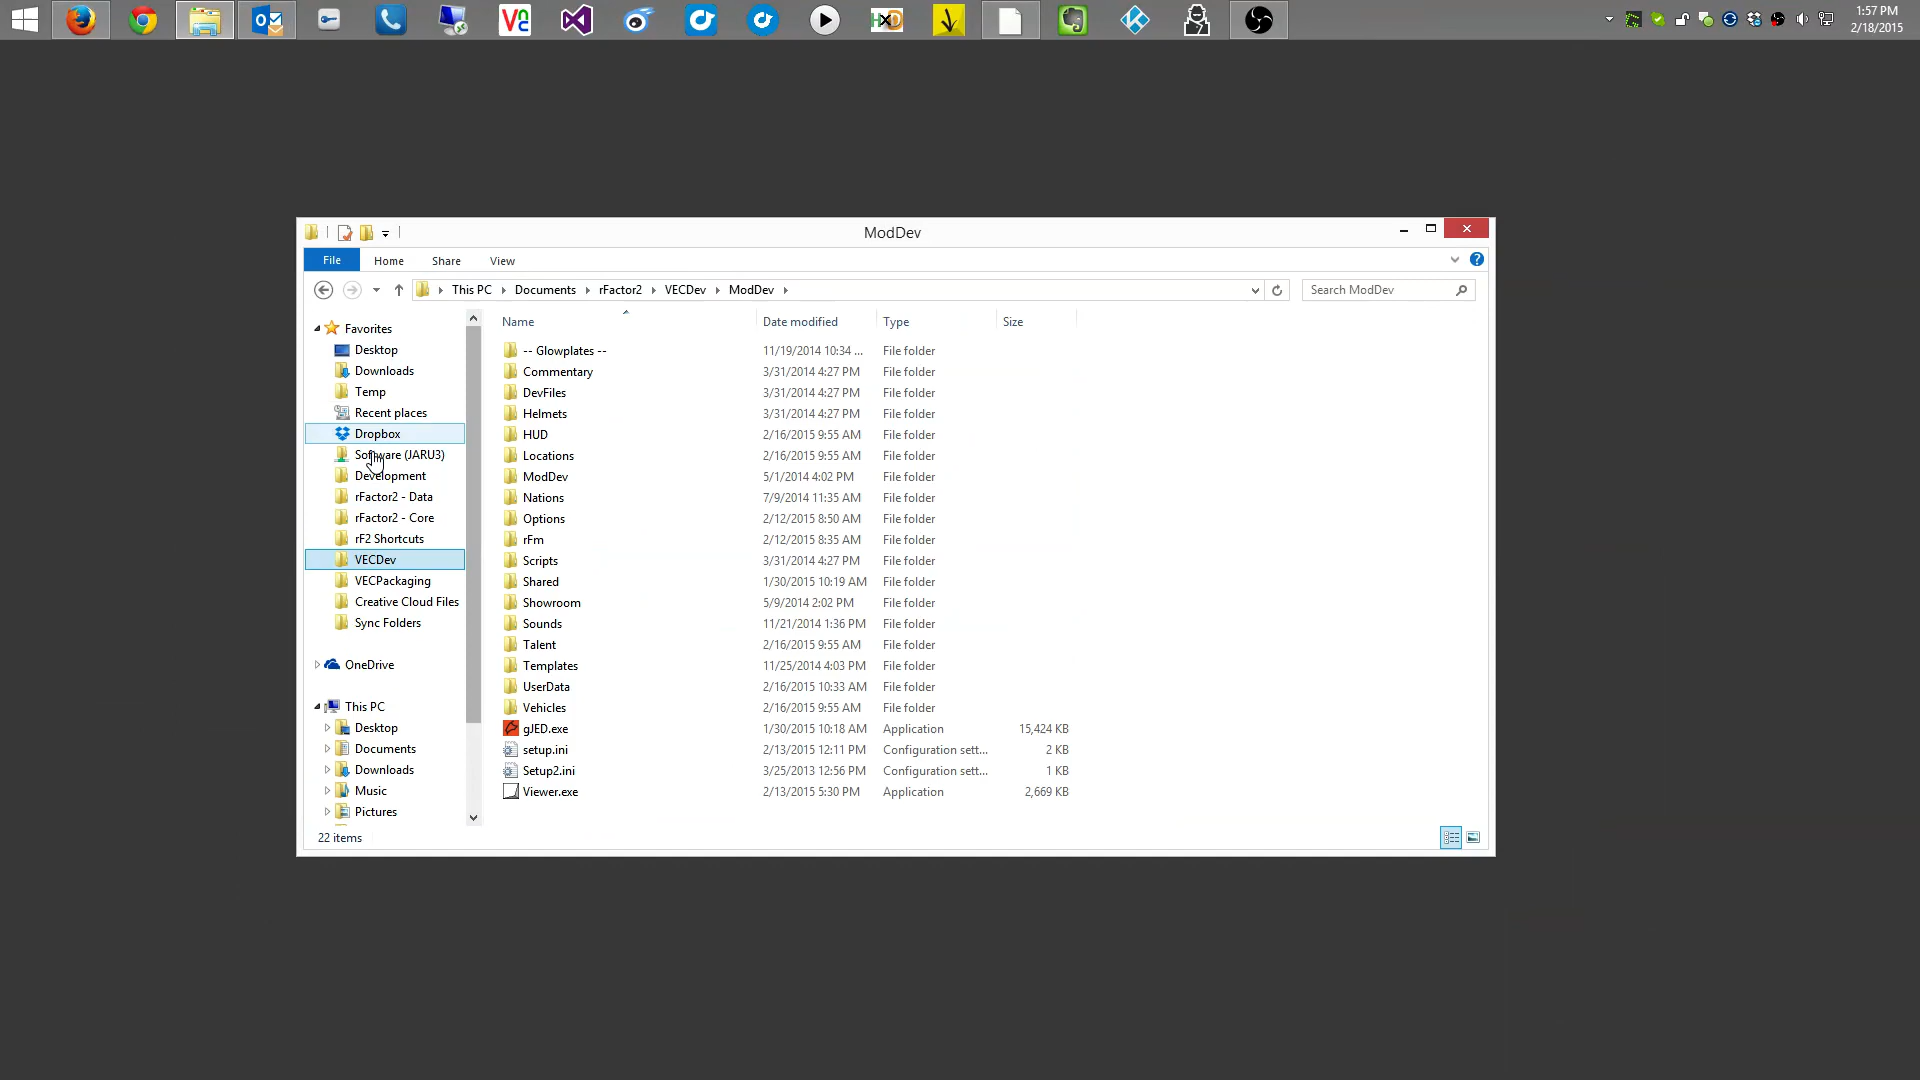 1:57 PM
2/18/2015
ModDev
File Home Share View
This PC Documents rFactor2 VECDev ModDev
Search ModDev
Favorites
Desktop
Downloads
Temp
Recent places
Dropbox
Software (JARU3)
Development
rFactor2 - Data
rFactor2 - Core
rF2 Shortcuts
VECDev
VECPackaging
Creative Cloud Files
Sync Folders
OneDrive
This PC
Desktop
Documents
Downloads
Music
Pictures
Name Date modified Type Size
-- Glowplates -- 11/19/2014 10:34 ... File folder
Commentary 3/31/2014 4:27 PM File folder
DevFiles 3/31/2014 4:27 PM File folder
Helmets 3/31/2014 4:27 PM File folder
HUD 2/16/2015 9:55 AM File folder
Locations 2/16/2015 9:55 AM File folder
ModDev 5/1/2014 4:02 PM File folder
Nations 7/9/2014 11:35 AM File folder
Options 2/12/2015 8:50 AM File folder
rFm 2/12/2015 8:35 AM File folder
Scripts 3/31/2014 4:27 PM File folder
Shared 1/30/2015 10:19 AM File folder
Showroom 5/9/2014 2:02 PM File folder
Sounds 11/21/2014 1:36 PM File folder
Talent 2/16/2015 9:55 AM File folder
Templates 11/25/2014 4:03 PM File folder
UserData 2/16/2015 10:33 AM File folder
Vehicles 2/16/2015 9:55 AM File folder
gJED.exe 1/30/2015 10:18 AM Application 15,424 KB
setup.ini 2/13/2015 12:11 PM Configuration sett... 2 KB
Setup2.ini 3/25/2013 12:56 PM Configuration sett... 1 KB
Viewer.exe 2/13/2015 5:30 PM Application 2,669 KB
22 items